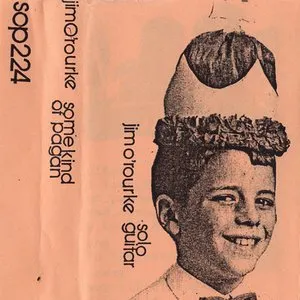 sop224
jim o'rourke
some kind
of pagan
jim o'rourke
solo
guitar